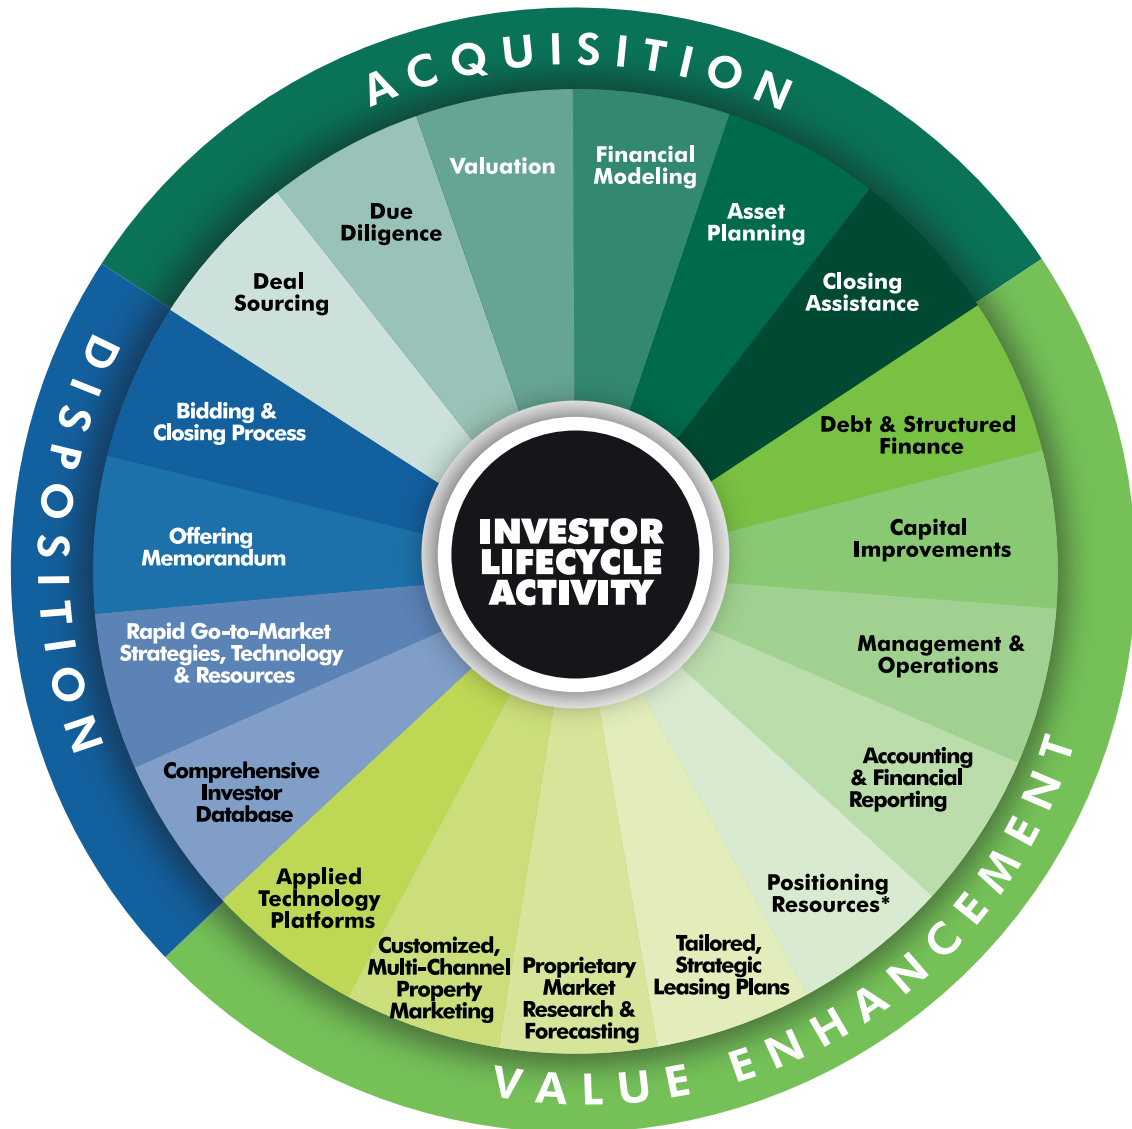 ACQUISITION
Valuation
Financial
Modeling
Due
Diligence
Asset
Planning
Deal
Sourcing
Closing
Assistance
DISPOSITION
Bidding &
Closing Process
Debt & Structured
Finance
INVESTOR
LIFECYCLE
ACTIVITY
Offering
Memorandum
Capital
Improvements
Rapid Go-to-Market
Strategies, Technology
& Resources
Management &
Operations
Comprehensive
Investor
Database
Accounting
& Financial
Reporting
Applied
Technology
Platforms
Positioning
Resources*
Customized,
Multi-Channel
Property
Marketing
Proprietary
Market
Research &
Forecasting
Tailored,
Strategic
Leasing Plans
VALUE ENHANCEMENT